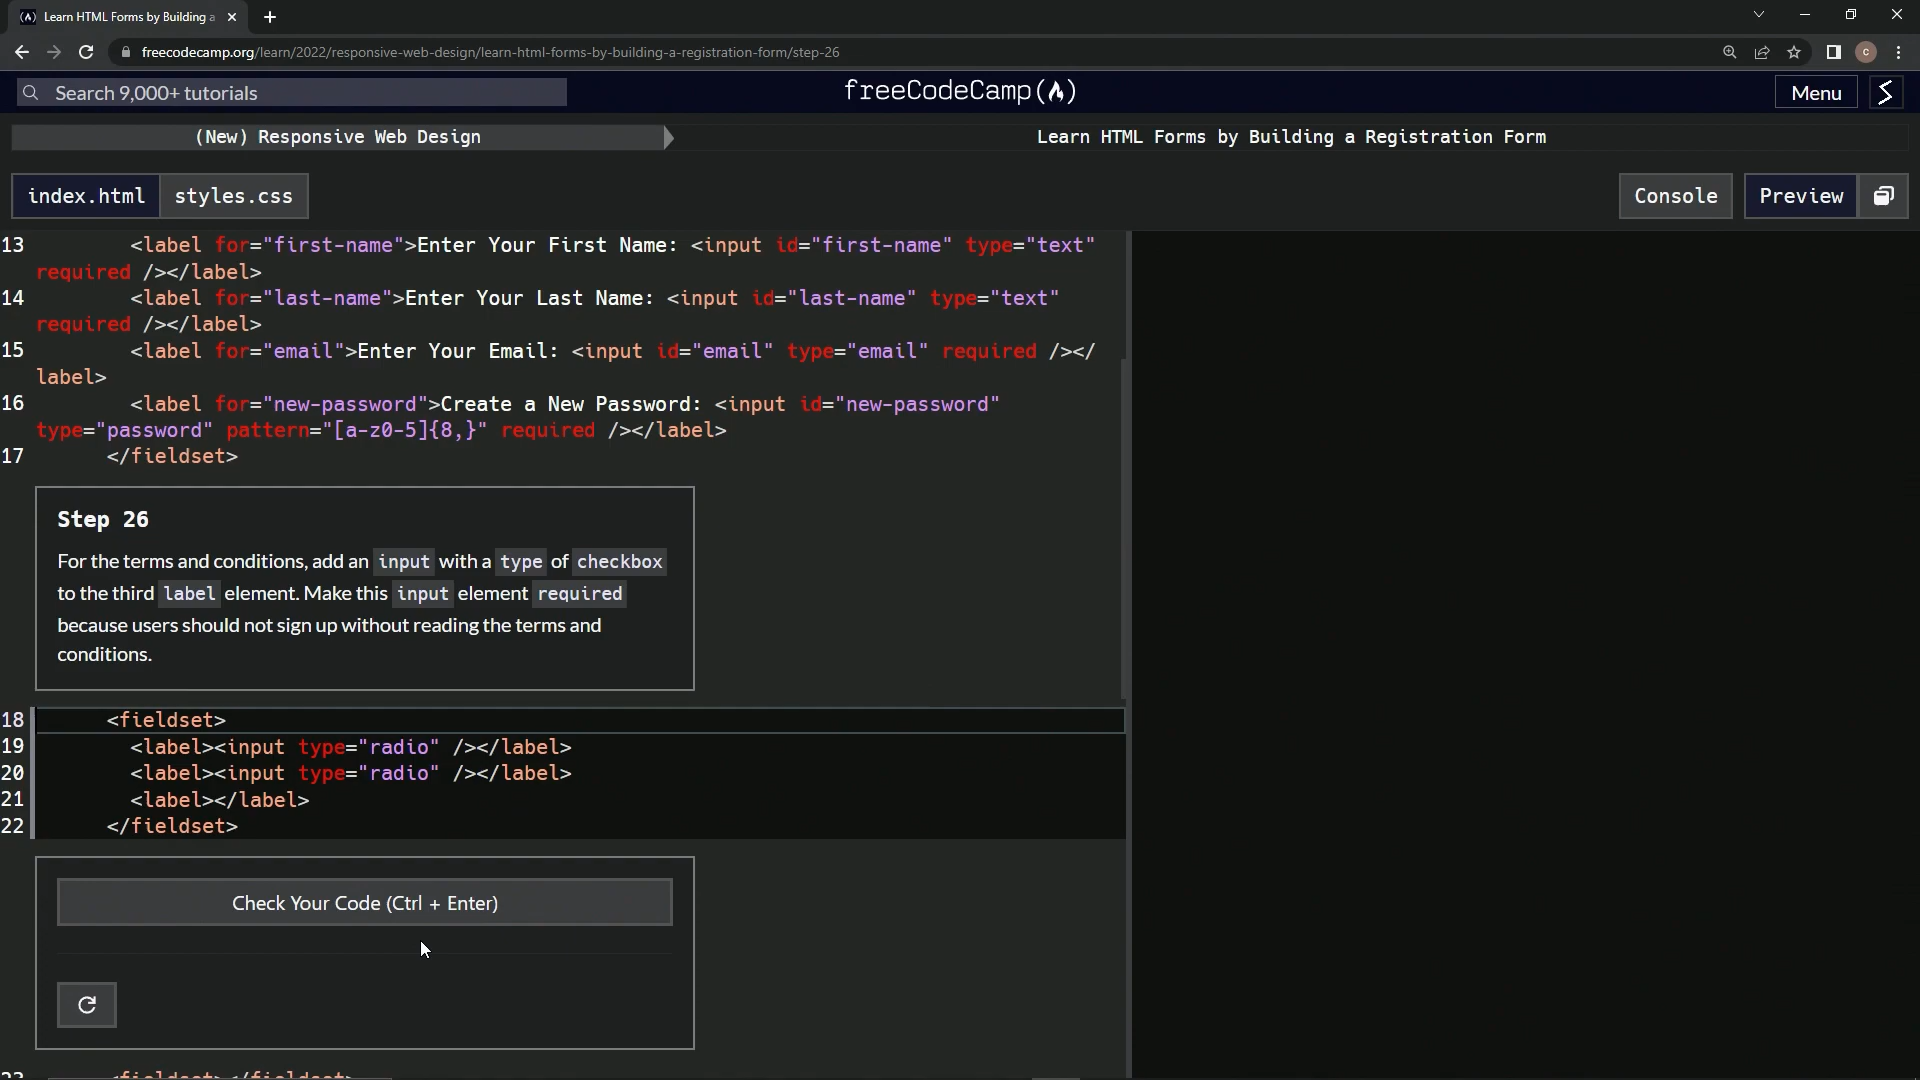 Learn HTML Forms by Building a
freecodecamp.org/learn/2022/responsive-web-design/learn-html-forms-by-building-a-registration-form/step-26
C
Search 9,000+ tutorials
freeCodeCamp
Menu
(New) Responsive Web Design
Learn HTML Forms by Building a Registration Form
index.html
styles.css
Console
Preview
13 <label for="first-name">Enter Your First Name: <input id="first-name" type="text"
required /></label>
14 <label for="last-name">Enter Your Last Name: <input id="last-name" type="text"
required /></label>
15 <label for="email">Enter Your Email: <input id="email" type="email" required /></
label>
16 <label for="new-password">Create a New Password: <input id="new-password"
type="password" pattern="[a-z0-5]{8,}" required /></label>
17 </fieldset>
Step 26
For the terms and conditions, add an input with a type of checkbox
to the third label element. Make this input element required
because users should not sign up without reading the terms and
conditions.
18 <fieldset>
19 <label><input type="radio" /></label>
20 <label><input type="radio" /></label>
21 <label></label>
22 </fieldset>
Check Your Code (Ctrl + Enter)
23 <fieldset></fieldset>